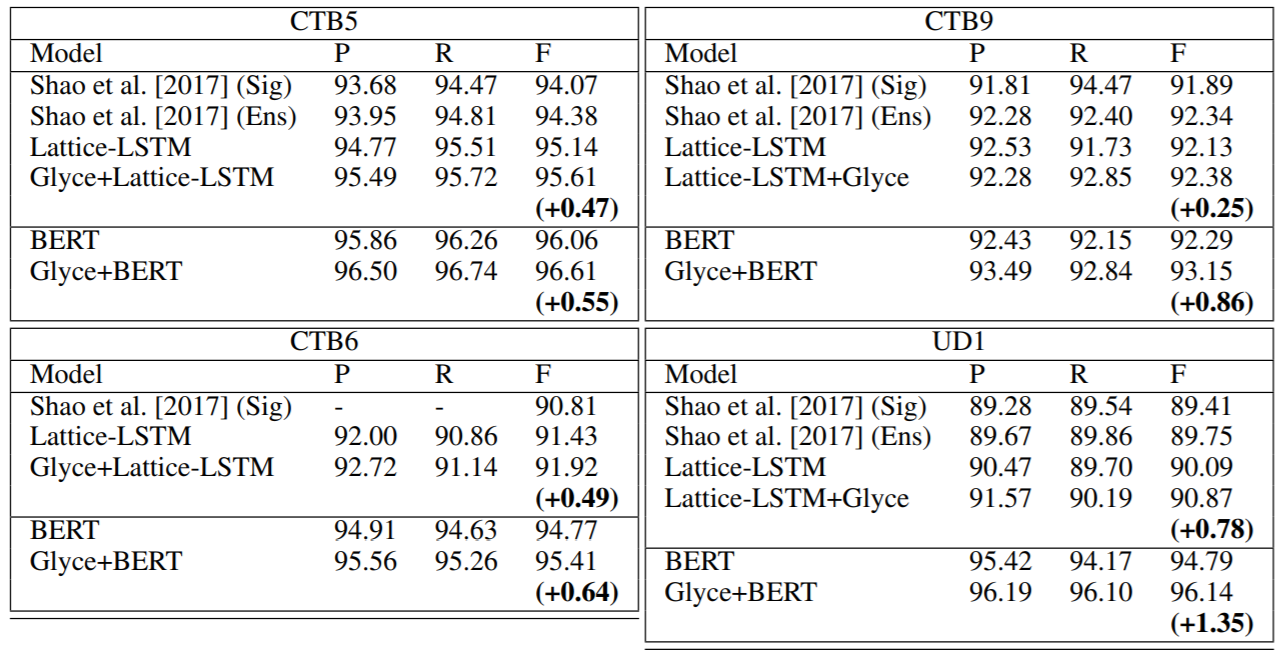 CTB5
Model P R F
Shao et al. [2017] (Sig) 93.68 94.47 94.07
Shao et al. [2017] (Ens) 93.95 94.81 94.38
Lattice-LSTM 94.77 95.51 95.14
Glyce+Lattice-LSTM 95.49 95.72 95.61
(+0.47)
BERT 95.86 96.26 96.06
Glyce+BERT 96.50 96.74 96.61
(+0.55)
CTB9
Model P R F
Shao et al. [2017] (Sig) 91.81 94.47 91.89
Shao et al. [2017] (Ens) 92.28 92.40 92.34
Lattice-LSTM 92.53 91.73 92.13
Lattice-LSTM+Glyce 92.28 92.85 92.38
(+0.25)
BERT 92.43 92.15 92.29
Glyce+BERT 93.49 92.84 93.15
(+0.86)
CTB6
Model P R F
Shao et al. [2017] (Sig) - - 90.81
Lattice-LSTM 92.00 90.86 91.43
Glyce+Lattice-LSTM 92.72 91.14 91.92
(+0.49)
BERT 94.91 94.63 94.77
Glyce+BERT 95.56 95.26 95.41
(+0.64)
UD1
Model P R F
Shao et al. [2017] (Sig) 89.28 89.54 89.41
Shao et al. [2017] (Ens) 89.67 89.86 89.75
Lattice-LSTM 90.47 89.70 90.09
Lattice-LSTM+Glyce 91.57 90.19 90.87
(+0.78)
BERT 95.42 94.17 94.79
Glyce+BERT 96.19 96.10 96.14
(+1.35)